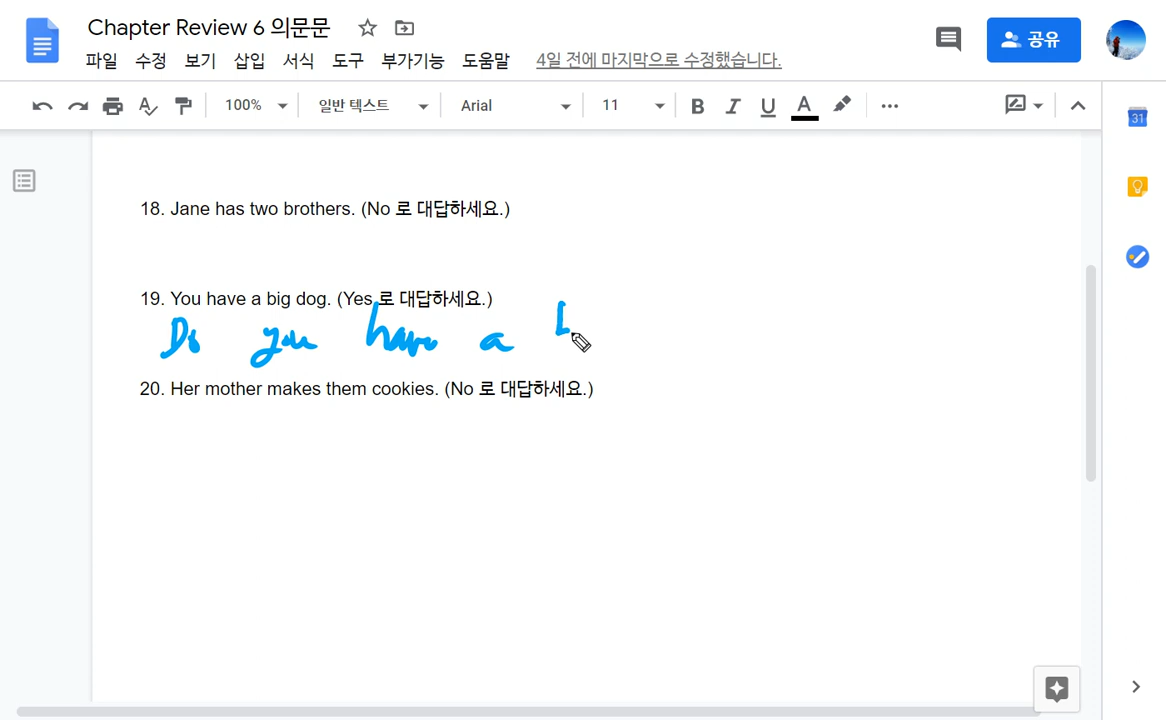 Chapter Review 6 의문문
파일 수정 보기 삽입 서식 도구 부가기능 도움말 4일 전에 마지막으로 수정했습니다.
공유
100% 일반 텍스트 Arial 11 B I U A
31
18. Jane has two brothers. (No 로 대답하세요.)
19. You have a big dog. (Yes 로 대답하세요.)
Do you have a
20. Her mother makes them cookies. (No 로 대답하세요.)